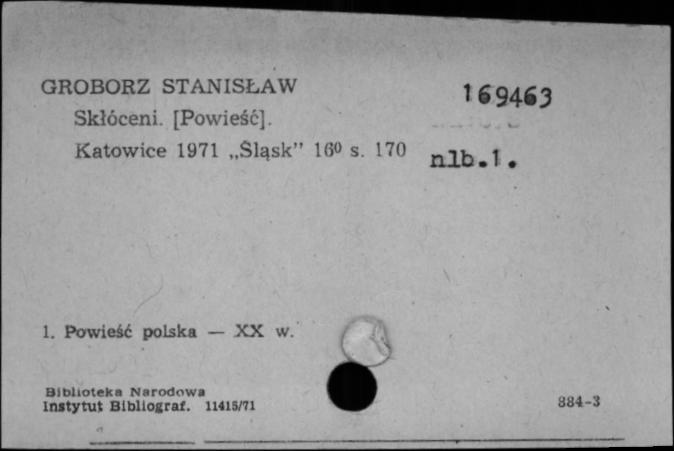 GROBORZ STANISŁAW
169463
Skłóceni. [Powieść].
Katowice 1971 „Śląsk” 16⁰ s. 170
nlb.1.
1. Powieść polska — XX w.
Biblioteka Narodowa
Instytut Bibliograf. 11415/71
884-3